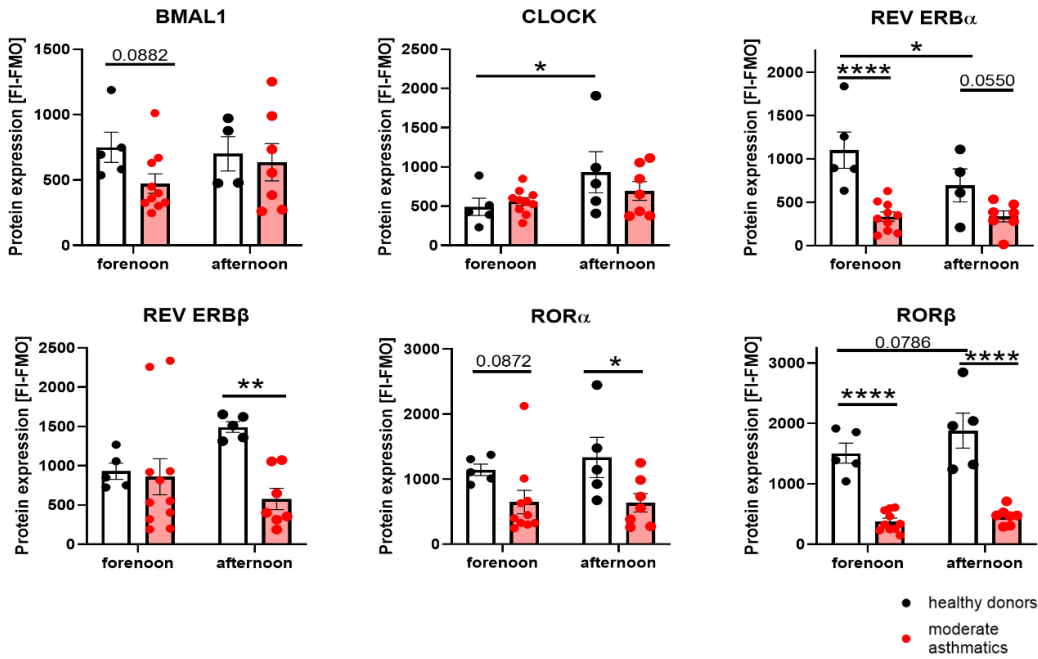 BMAL1
Protein expression [FI-FMO]
1500
1000
500
0
0.0882
forenoon
afternoon
CLOCK
Protein expression [FI-FMO]
2500
2000
1500
1000
500
0
*
forenoon
afternoon
REV ERBα
Protein expression [FI-FMO]
2000
1500
1000
500
0
*
****
0.0550
forenoon
afternoon
REV ERBβ
Protein expression [FI-FMO]
2500
2000
1500
1000
500
0
**
forenoon
afternoon
RORα
Protein expression [FI-FMO]
3000
2000
1000
0
0.0872
*
forenoon
afternoon
RORβ
Protein expression [FI-FMO]
3000
2000
1000
0
0.0786
****
****
forenoon
afternoon
healthy donors
moderate
asthmatics